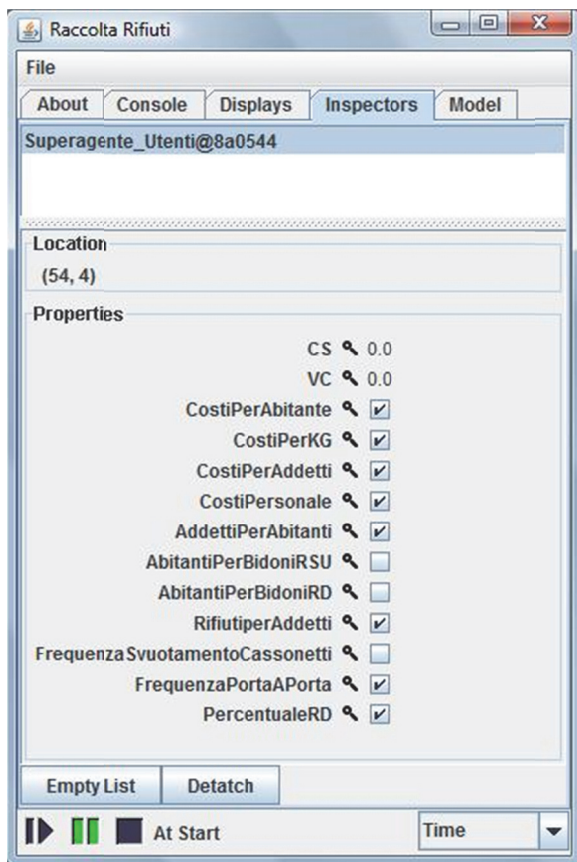 Raccolta Rifiuti
File
About Console Displays Inspectors Model
Superagente_Utenti@8a0544
Location
(54, 4)
Properties
CS 0.0
VC 0.0
CostiPerAbitante
CostiPerKG
CostiPerAddetti
CostiPersonale
AddettiPerAbitanti
AbitantiPerBidoniRSU
AbitantiPerBidoniRD
RifiutiperAddetti
FrequenzaSvuotamentoCassonetti
FrequenzaPortaAPorta
PercentualeRD
Empty List Detatch
At Start Time